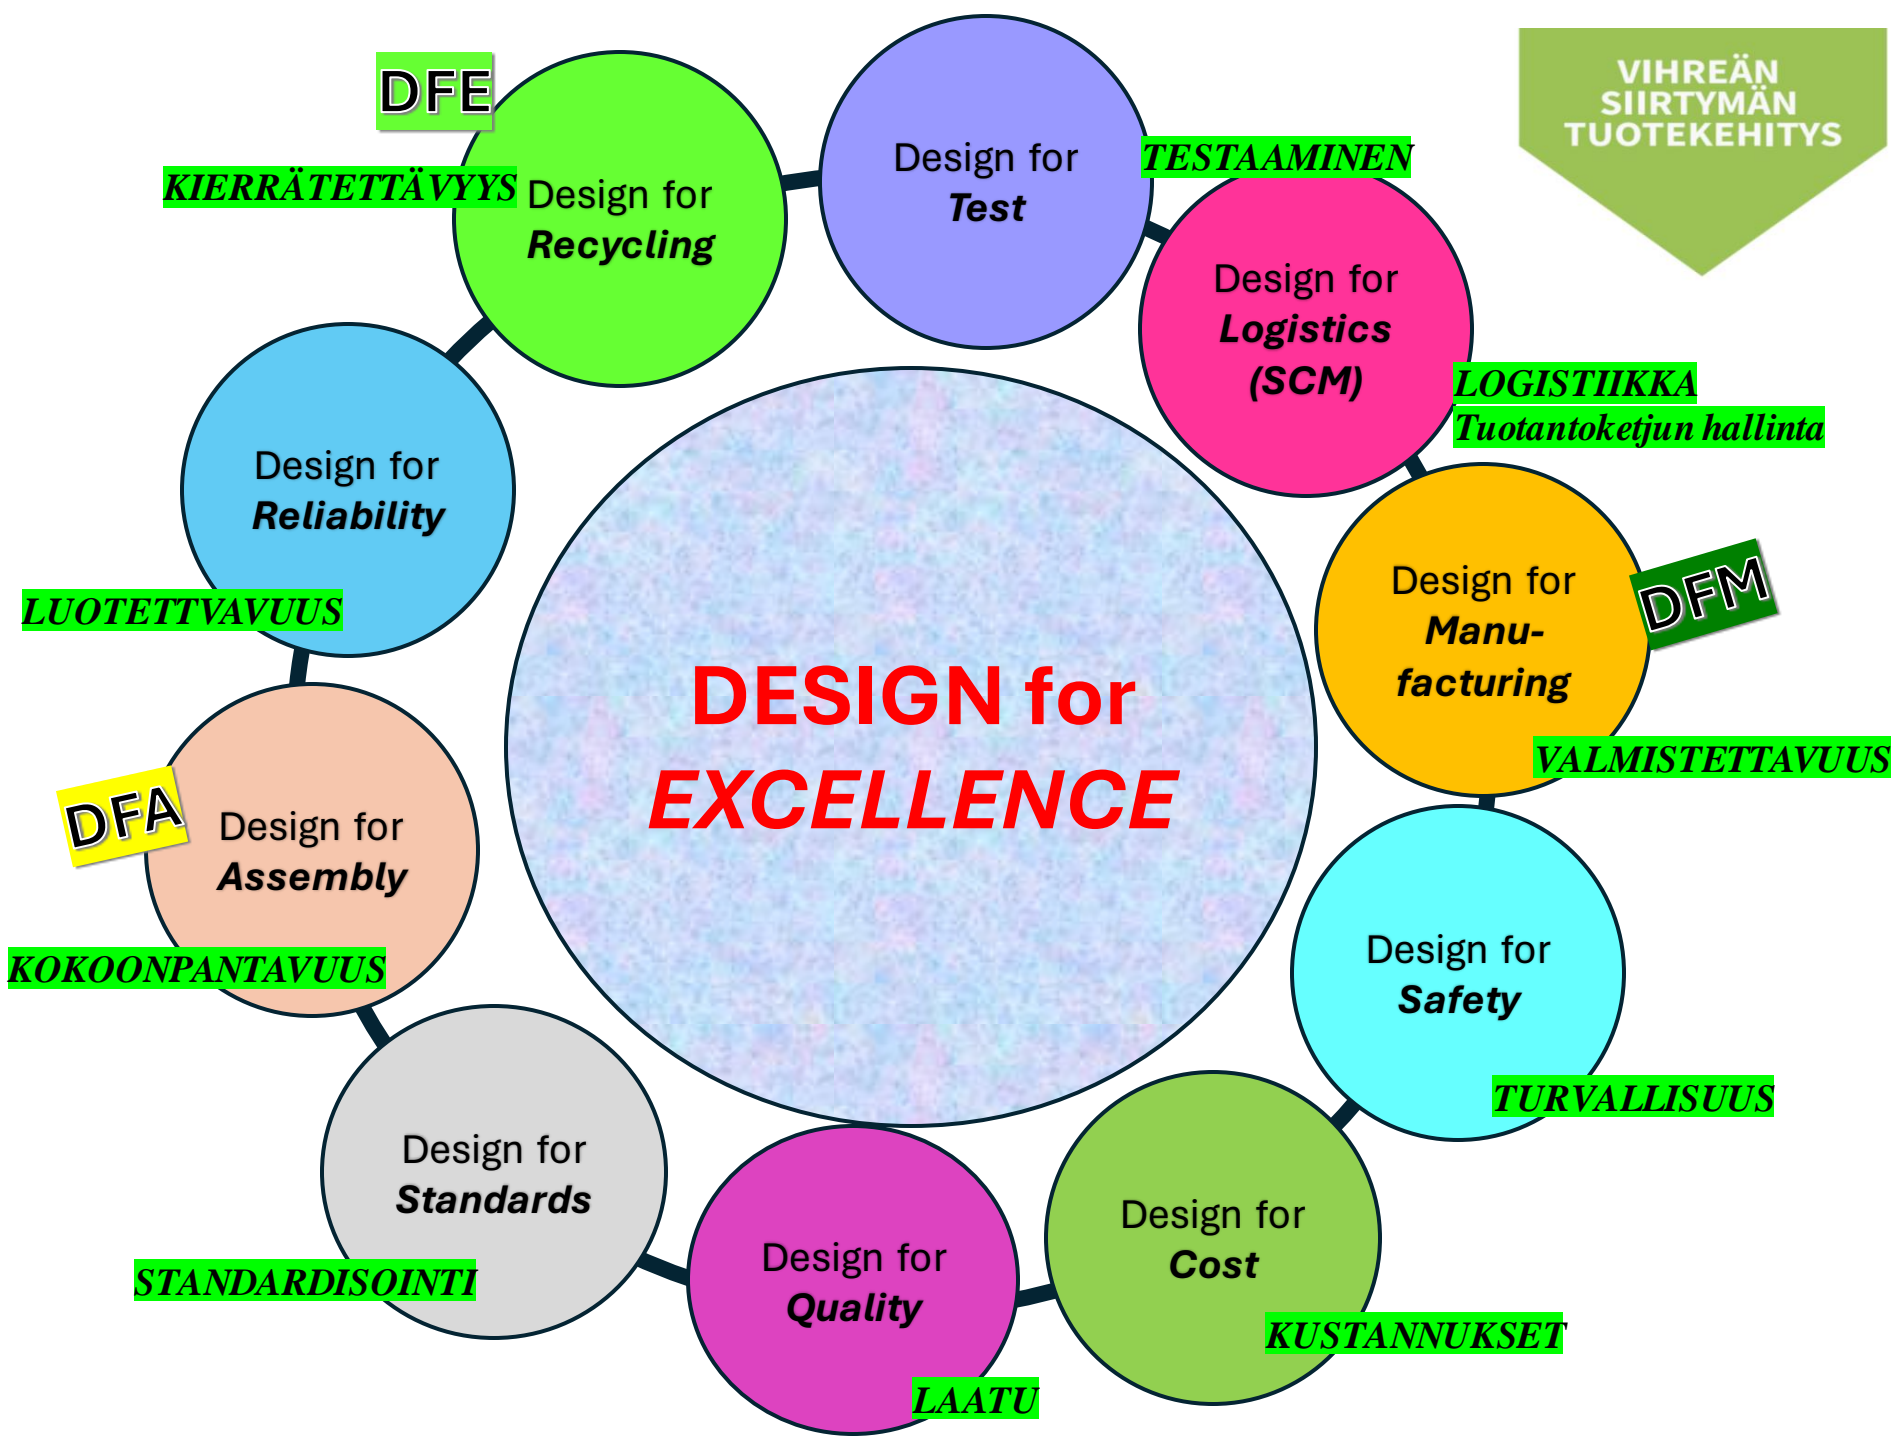 DFE
KIERRÄTETTÄVYYS
Design for
Recycling
Design for
Test
TESTAAMINEN
VIHREÄN
SIIRTYMÄN
TUOTEKEHITYS
Design for
Logistics
(SCM)
LOGISTIIKKA
Tuotantoketjun hallinta
Design for
Reliability
LUOTETTVAVUUS
Design for
Manu-
facturing
DFM
VALMISTETTAVUUS
DESIGN for
EXCELLENCE
DFA
Design for
Assembly
KOKOONPANTAVUUS
Design for
Safety
TURVALLISUUS
Design for
Standards
STANDARDISOINTI
Design for
Quality
LAATU
Design for
Cost
KUSTANNUKSET